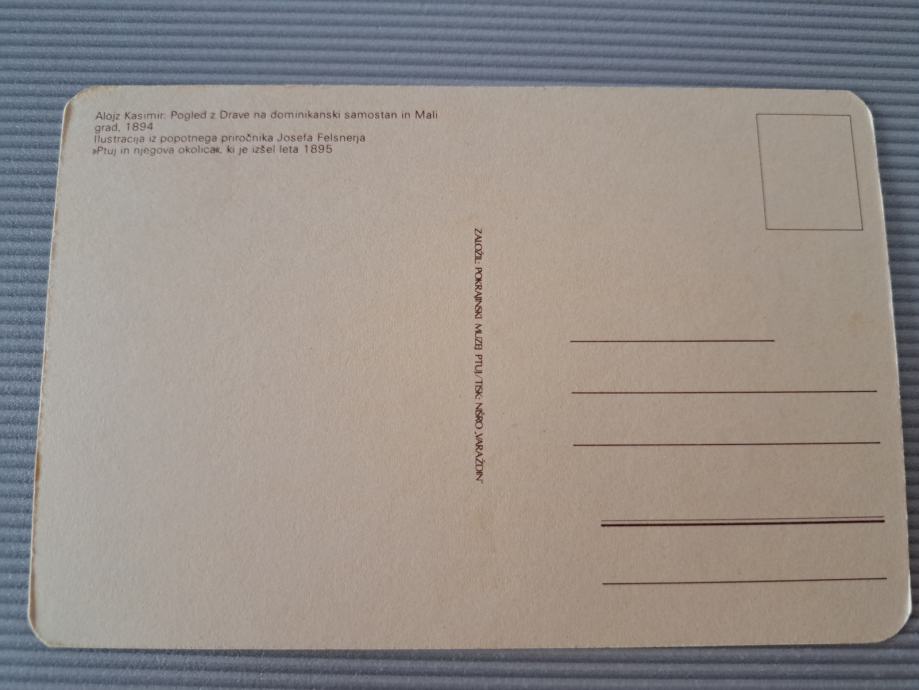 Alojz Kasimir: Pogled z Drave na dominikanski samostan in Mali
grad, 1894
Ilustracija iz popotnega priročnika Josefa Felsnerja
»Ptuj in njegova okolica«, ki je izšel leta 1895
ZALOŽIL: POKRAJINSKI MUZEJ PTUJ/TISK: NIŠRO „VARAŽDIN"